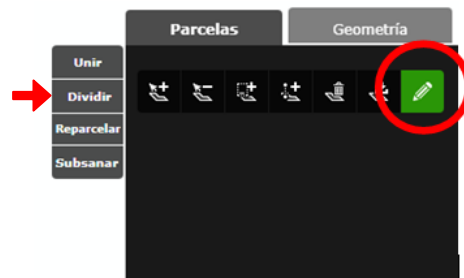 Parcelas
Geometría
Unir
Dividir
Reparcelar
Subsanar